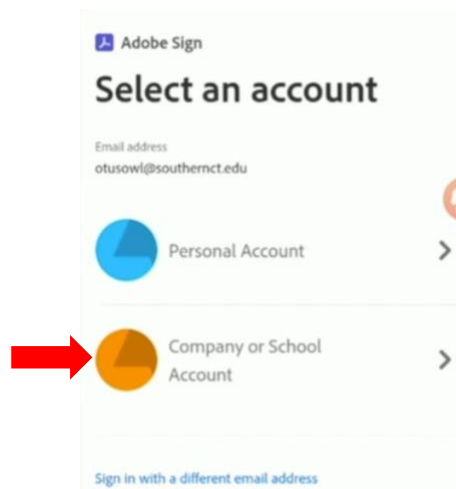 Adobe Sign
Select an account
Email address
otusowl@southernct.edu
Personal Account
Company or School
Account
Sign in with a different email address